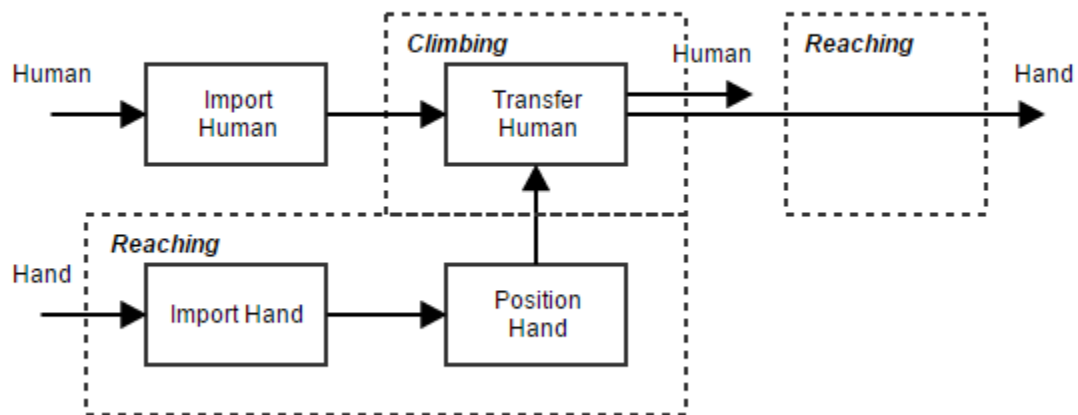 Climbing
Human
Reaching
Human
Hand
Import
Human
Transfer
Human
Reaching
Hand
Import Hand
Position
Hand